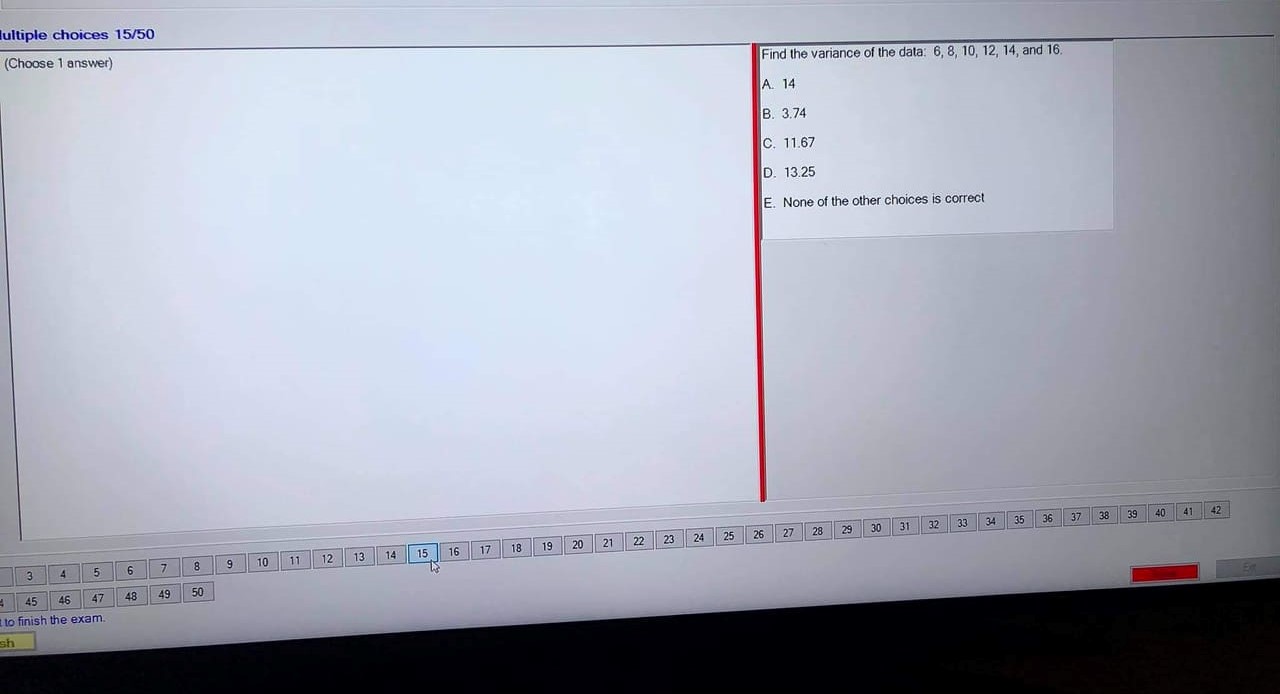 ultiple choices 15/50
(Choose 1 answer)
Find the variance of the data: 6, 8, 10, 12, 14, and 16.
A. 14
B. 3.74
C. 11.67
D. 13.25
E. None of the other choices is correct
3 4 5 6 7 8 9 10 11 12 13 14 15 16 17 18 19 20 21 22 23 24 25 26 27 28 29 30 31 32 33 34 35 36 37 38 39 40 41 42
45 46 47 48 49 50
to finish the exam.
sh